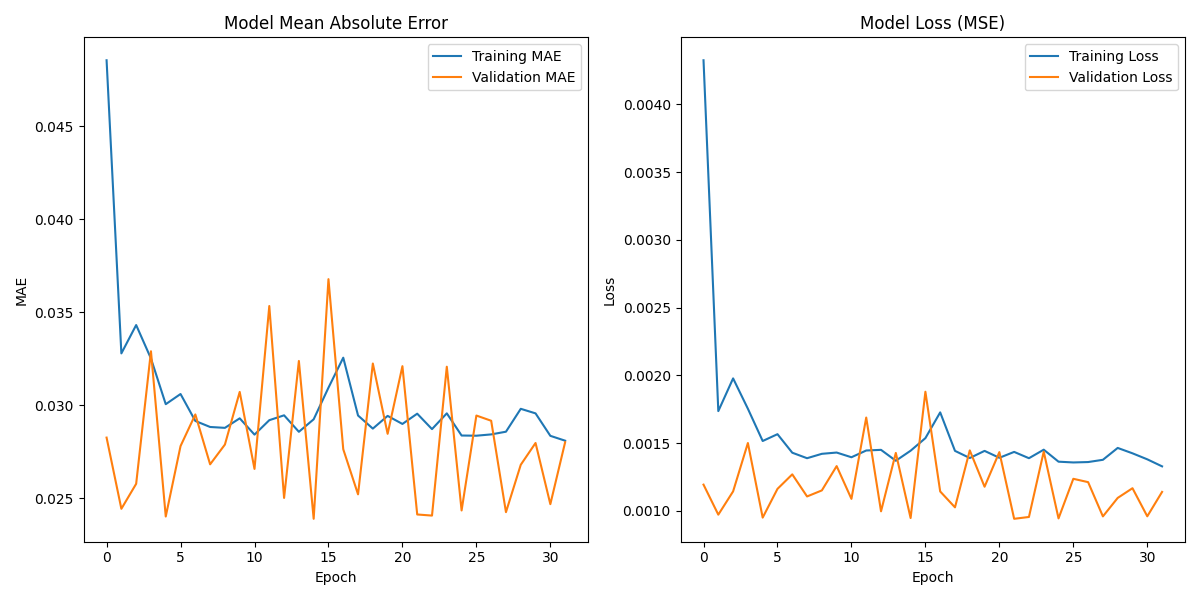 Model Mean Absolute Error
Training MAE
Validation MAE
0.045
0.040
0.035
0.030
0.025
MAE
0 5 10 15 20 25 30
Epoch
Model Loss (MSE)
Training Loss
Validation Loss
0.0040
0.0035
0.0030
0.0025
0.0020
0.0015
0.0010
Loss
0 5 10 15 20 25 30
Epoch